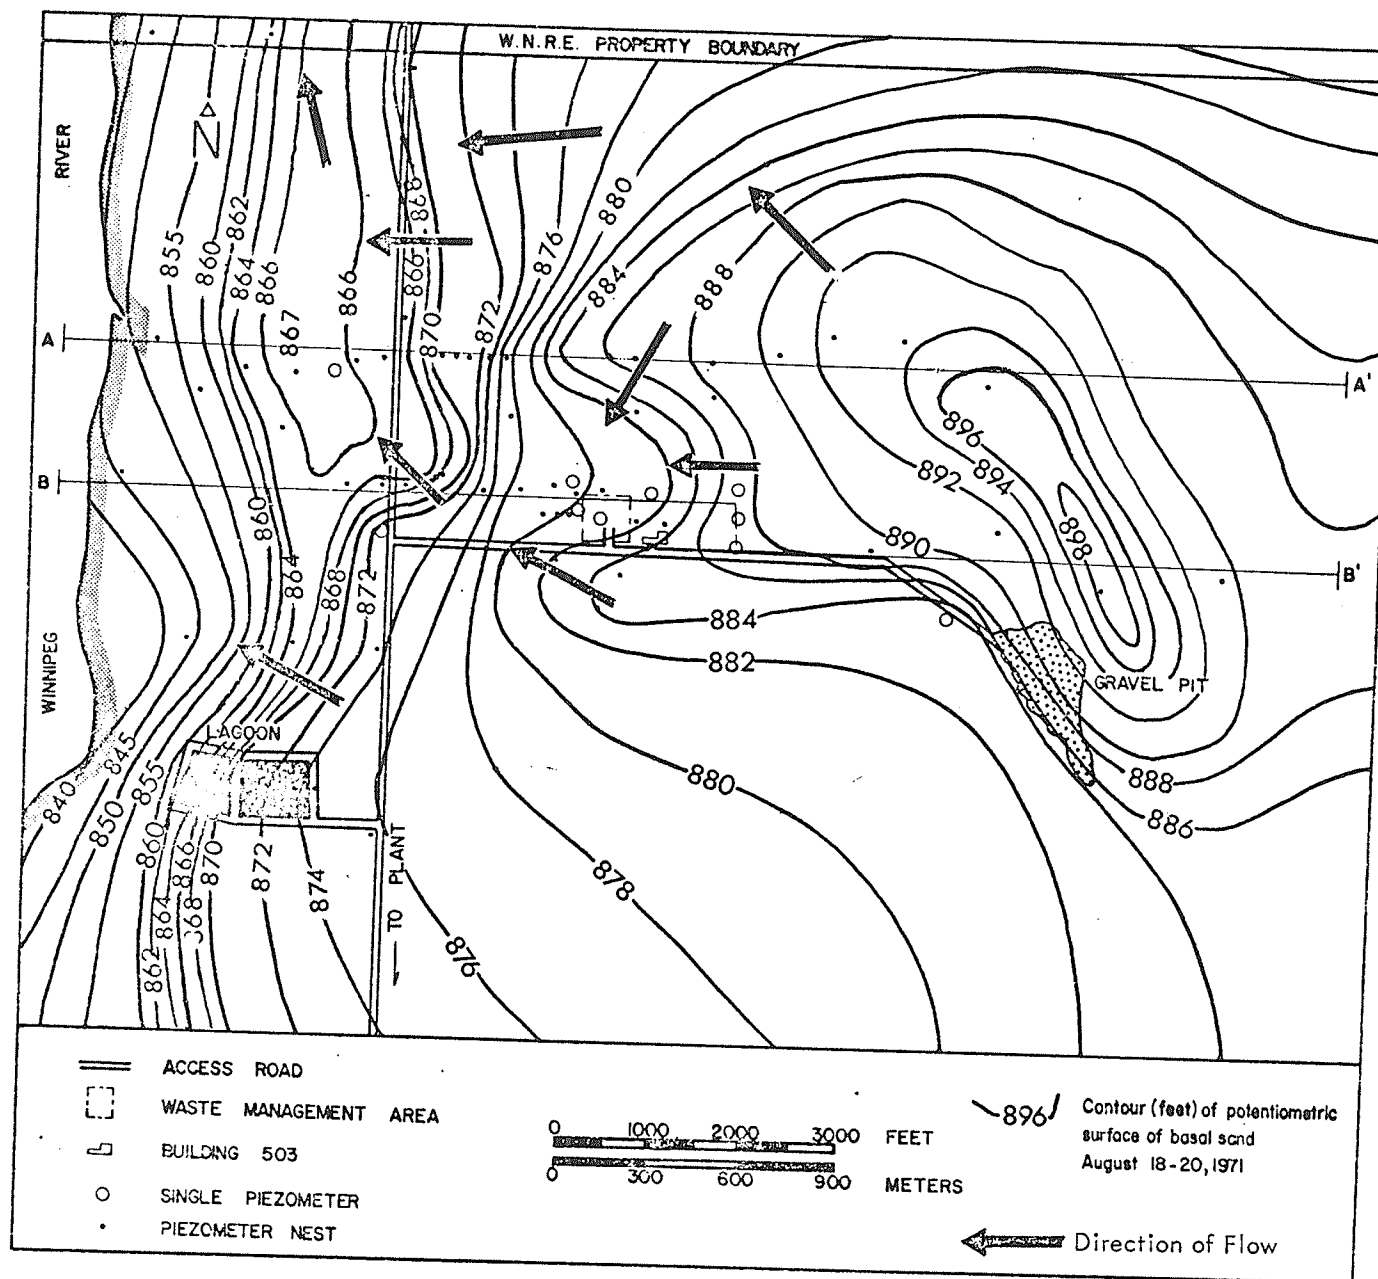 W.N.R.E. PROPERTY BOUNDARY
N
RIVER
WINNIPEG
880
862
868
855
860
876
884
888
864
866
866
866
867
870
872
A
A'
896
892
894
B
860
898
890
B'
864
868
872
884
882
GRAVEL PIT
LAGOON
845
840
855
850
880
888
886
860
866
870
872
874
TO PLANT
878
864
868
862
876
ACCESS ROAD
WASTE MANAGEMENT AREA
BUILDING 503
SINGLE PIEZOMETER
PIEZOMETER NEST
0 1000 2000 3000 FEET
0 300 600 900 METERS
896
Contour (feet) of potentiometric
surface of basal sand
August 18-20, 1971
Direction of Flow